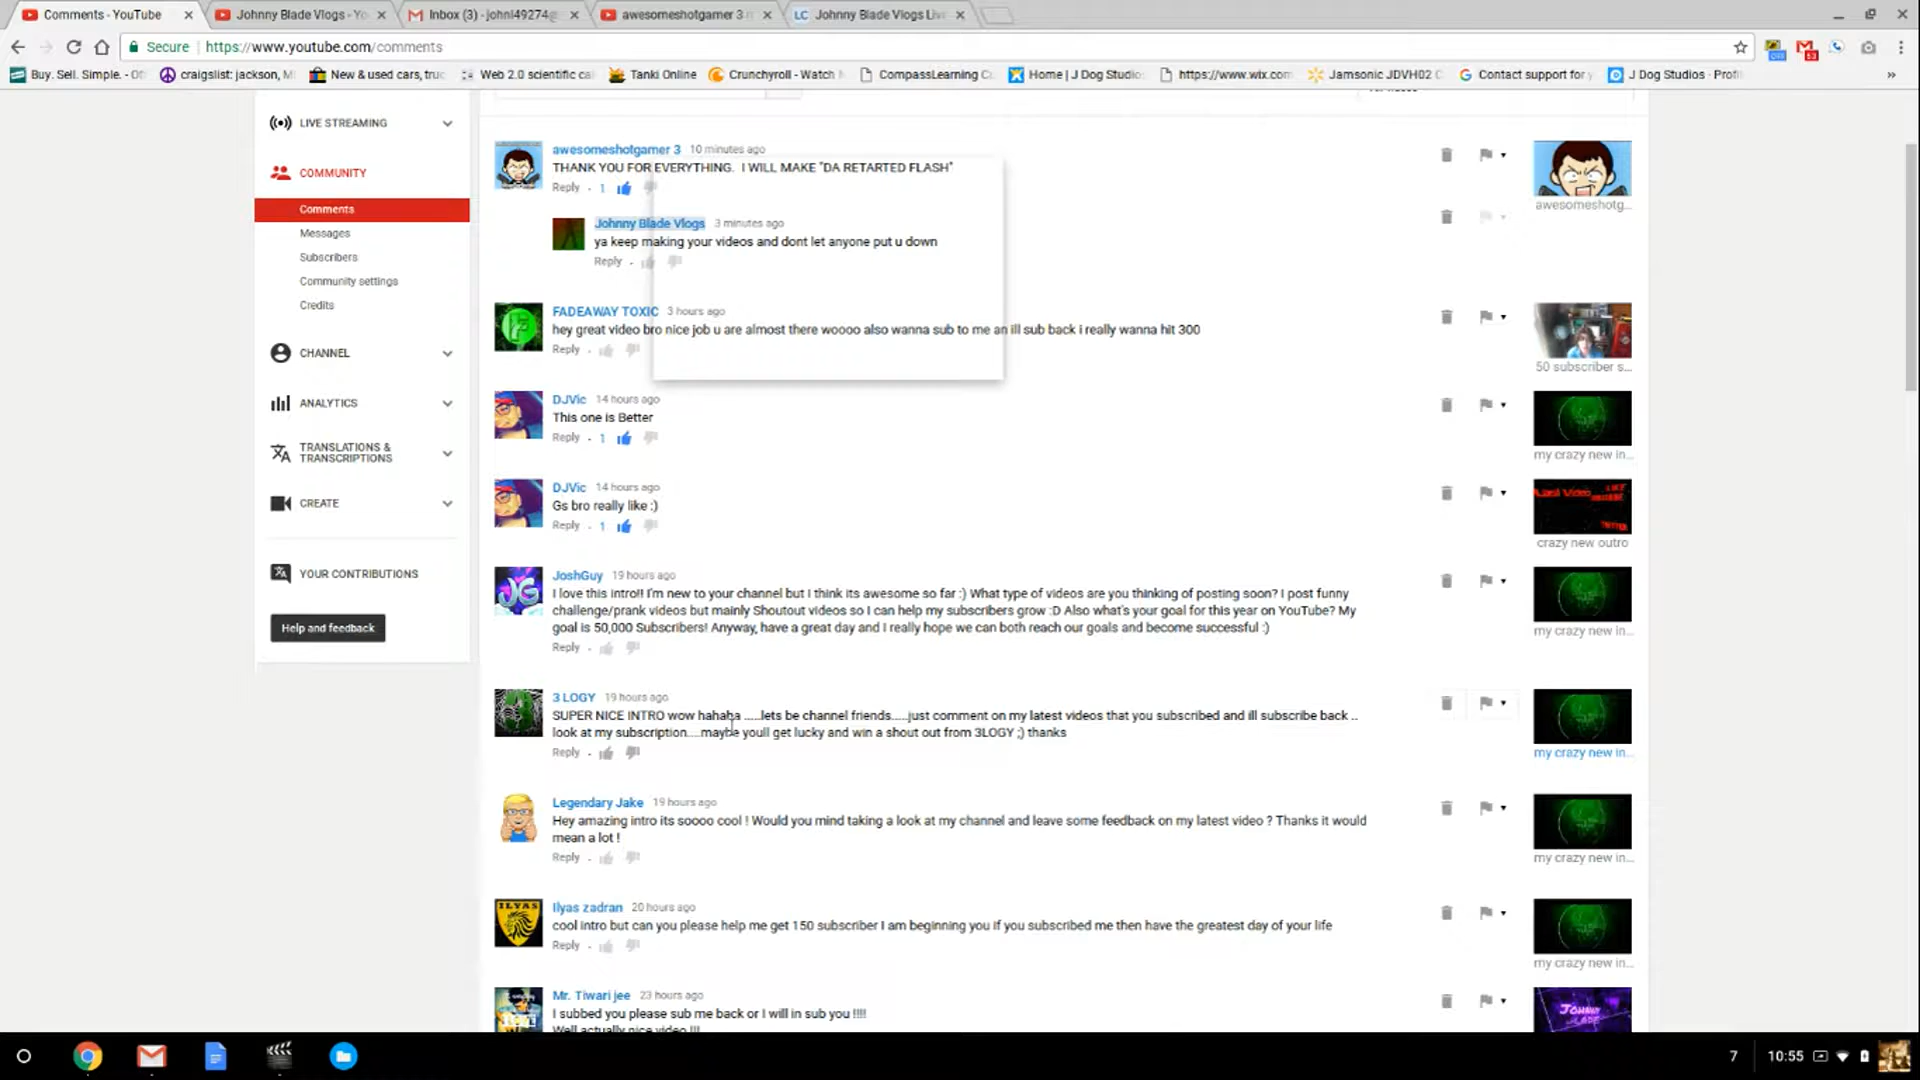 Comments - YouTube
Johnny Blade Vlogs - Yo
Inbox (3) - johnl49274@
awesomeshotgamer 3
LC Johnny Blade Vlogs Liv
Secure https://www.youtube.com/comments
Buy. Sell. Simple. - Of
craigslist: jackson, M
New & used cars, truc
Web 2.0 scientific ca
Tanki Online
Crunchyroll - Watch
CompassLearning
Home | J Dog Studio
https://www.wix.com
Jamsonic JDVH02
Contact support for
J Dog Studios - Profi
»
LIVE STREAMING
COMMUNITY
Comments
Messages
Subscribers
Community settings
Credits
CHANNEL
ANALYTICS
TRANSLATIONS &
TRANSCRIPTIONS
CREATE
YOUR CONTRIBUTIONS
Help and feedback
awesomeshotgamer 3 10 minutes ago
THANK YOU FOR EVERYTHING. I WILL MAKE "DA RETARTED FLASH"
Reply 1
awesomeshotg...
Johnny Blade Vlogs 3 minutes ago
ya keep making your videos and dont let anyone put u down
Reply
FADEAWAY TOXIC 3 hours ago
hey great video bro nice job u are almost there woooo also wanna sub to me an ill sub back i really wanna hit 300
Reply
50 subscriber s...
DJVic 14 hours ago
This one is Better
Reply 1
my crazy new in...
DJVic 14 hours ago
Gs bro really like :)
Reply 1
Last Video
crazy new outro
JG
JoshGuy 19 hours ago
I love this intro!! I'm new to your channel but I think its awesome so far :) What type of videos are you thinking of posting soon? I post funny
challenge/prank videos but mainly Shoutout videos so I can help my subscribers grow :D Also what's your goal for this year on YouTube? My
goal is 50,000 Subscribers! Anyway, have a great day and I really hope we can both reach our goals and become successful :)
Reply
my crazy new in...
3 LOGY 19 hours ago
SUPER NICE INTRO wow hahaha .....lets be channel friends.....just comment on my latest videos that you subscribed and ill subscribe back ..
look at my subscription....maybe youll get lucky and win a shout out from 3LOGY ;) thanks
Reply
my crazy new in...
Legendary Jake 19 hours ago
Hey amazing intro its soooo cool ! Would you mind taking a look at my channel and leave some feedback on my latest video ? Thanks it would
mean a lot !
Reply
my crazy new in...
ILYAS
Ilyas zadran 20 hours ago
cool intro but can you please help me get 150 subscriber I am beginning you if you subscribed me then have the greatest day of your life
Reply
my crazy new in...
Mr. Tiwari jee 23 hours ago
I subbed you please sub me back or I will in sub you !!!!
Well actually nice video !!!
JOHNNY
BLADE
7 10:55